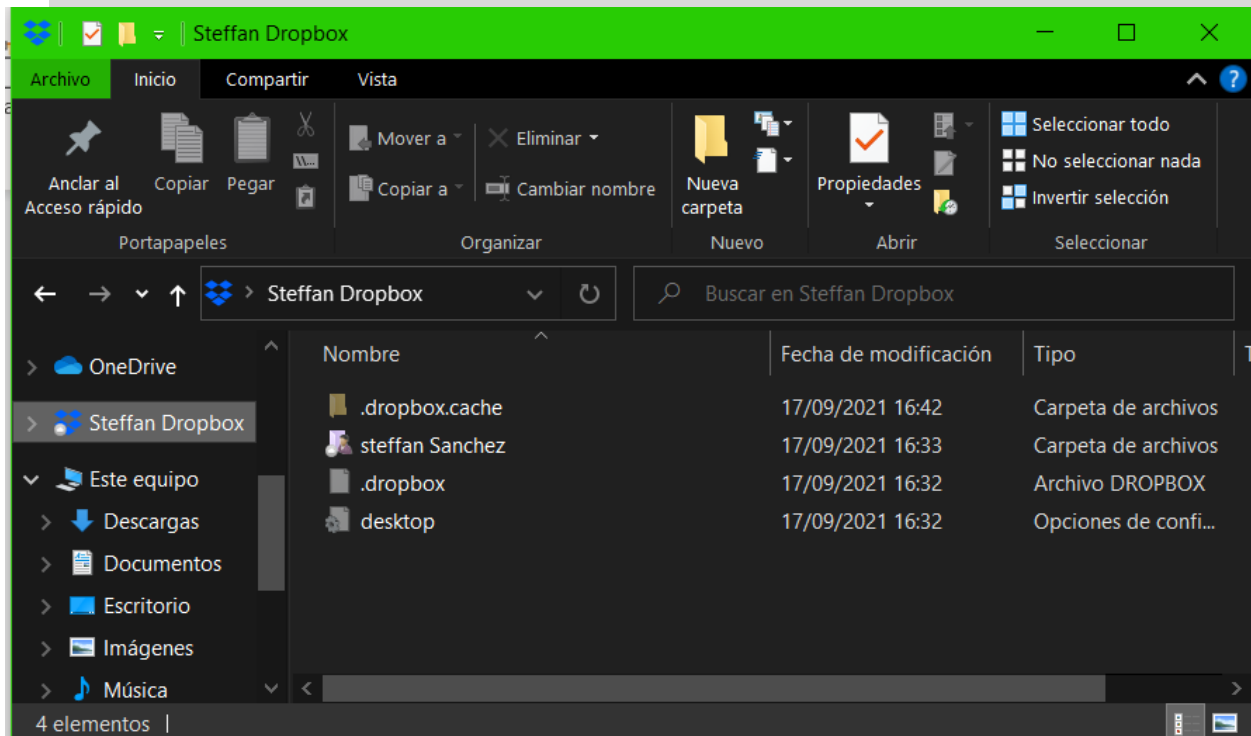 Steffan Dropbox
Archivo Inicio Compartir Vista
Anclar al
Acceso rápido
Copiar
Pegar
Mover a
Copiar a
Eliminar
Cambiar nombre
Nueva
carpeta
Propiedades
Seleccionar todo
No seleccionar nada
Invertir selección
Portapapeles Organizar Nuevo Abrir Seleccionar
Steffan Dropbox
Buscar en Steffan Dropbox
OneDrive
Steffan Dropbox
Este equipo
Descargas
Documentos
Escritorio
Imágenes
Música
Nombre Fecha de modificación Tipo
.dropbox.cache 17/09/2021 16:42 Carpeta de archivos
steffan Sanchez 17/09/2021 16:33 Carpeta de archivos
.dropbox 17/09/2021 16:32 Archivo DROPBOX
desktop 17/09/2021 16:32 Opciones de confi...
4 elementos